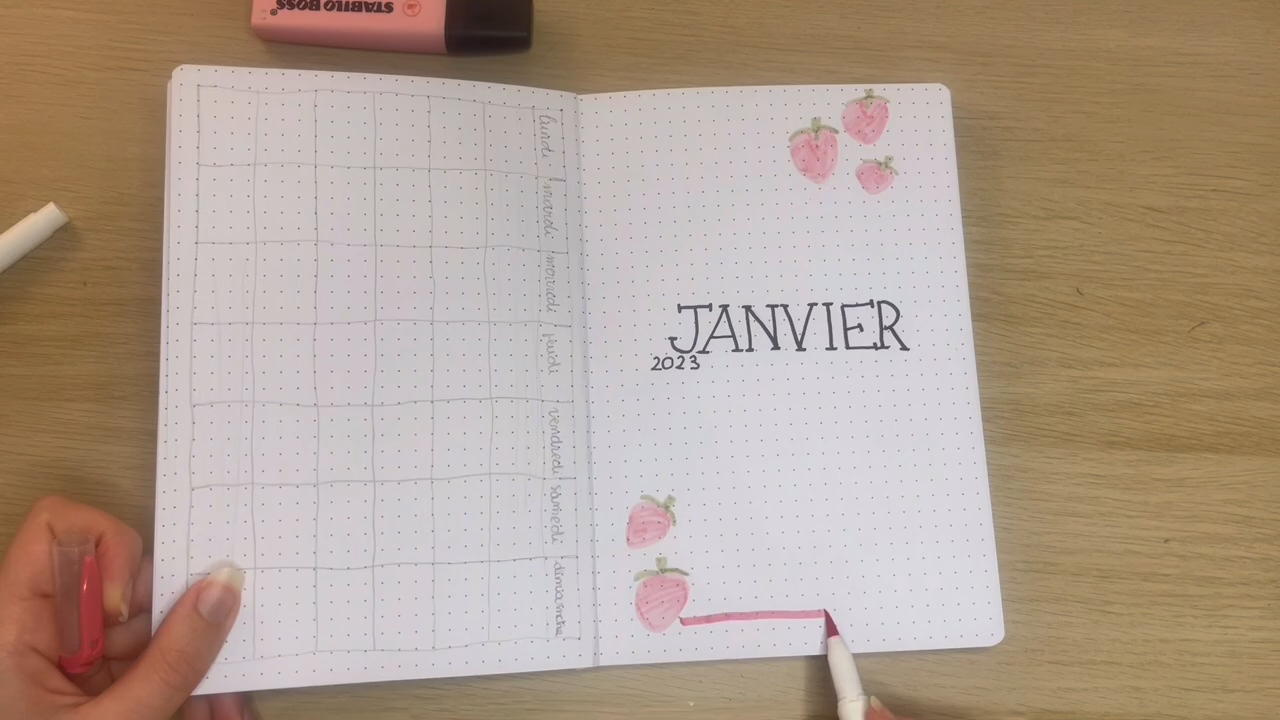 STABILO BOSS®
lundi
mardi
mercredi
jeudi
vendredi
samedi
dimanche
JANVIER
2023